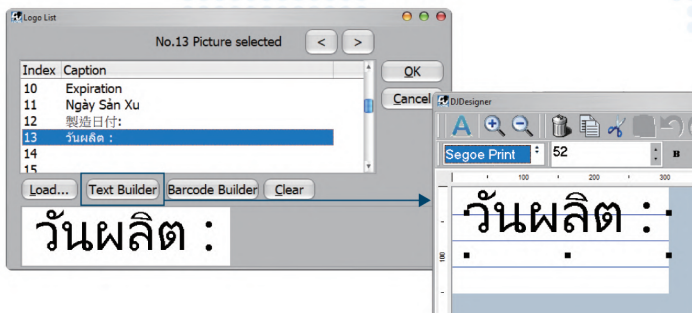 Logo List
No.13 Picture selected < >
Index Caption
10 Expiration
11 Ngày Sản Xu
12 製造日付:
13 วันผลิต :
14
15
OK
Cancel
Load... Text Builder Barcode Builder Clear
วันผลิต :
DJDesigner
A
Segoe Print 52 B
100 200 300
100
วันผลิต :